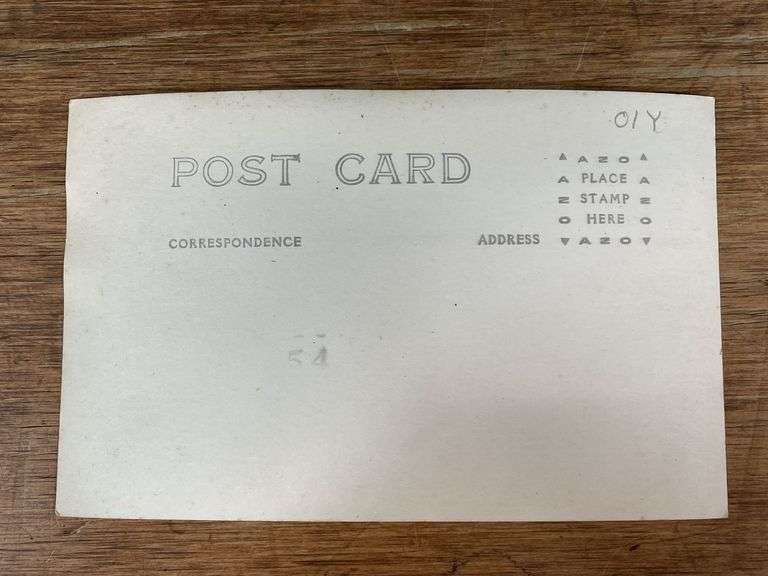 01Y
POST CARD
AZO
A PLACE A
Z STAMP Z
O HERE O
AZO
CORRESPONDENCE
ADDRESS
54